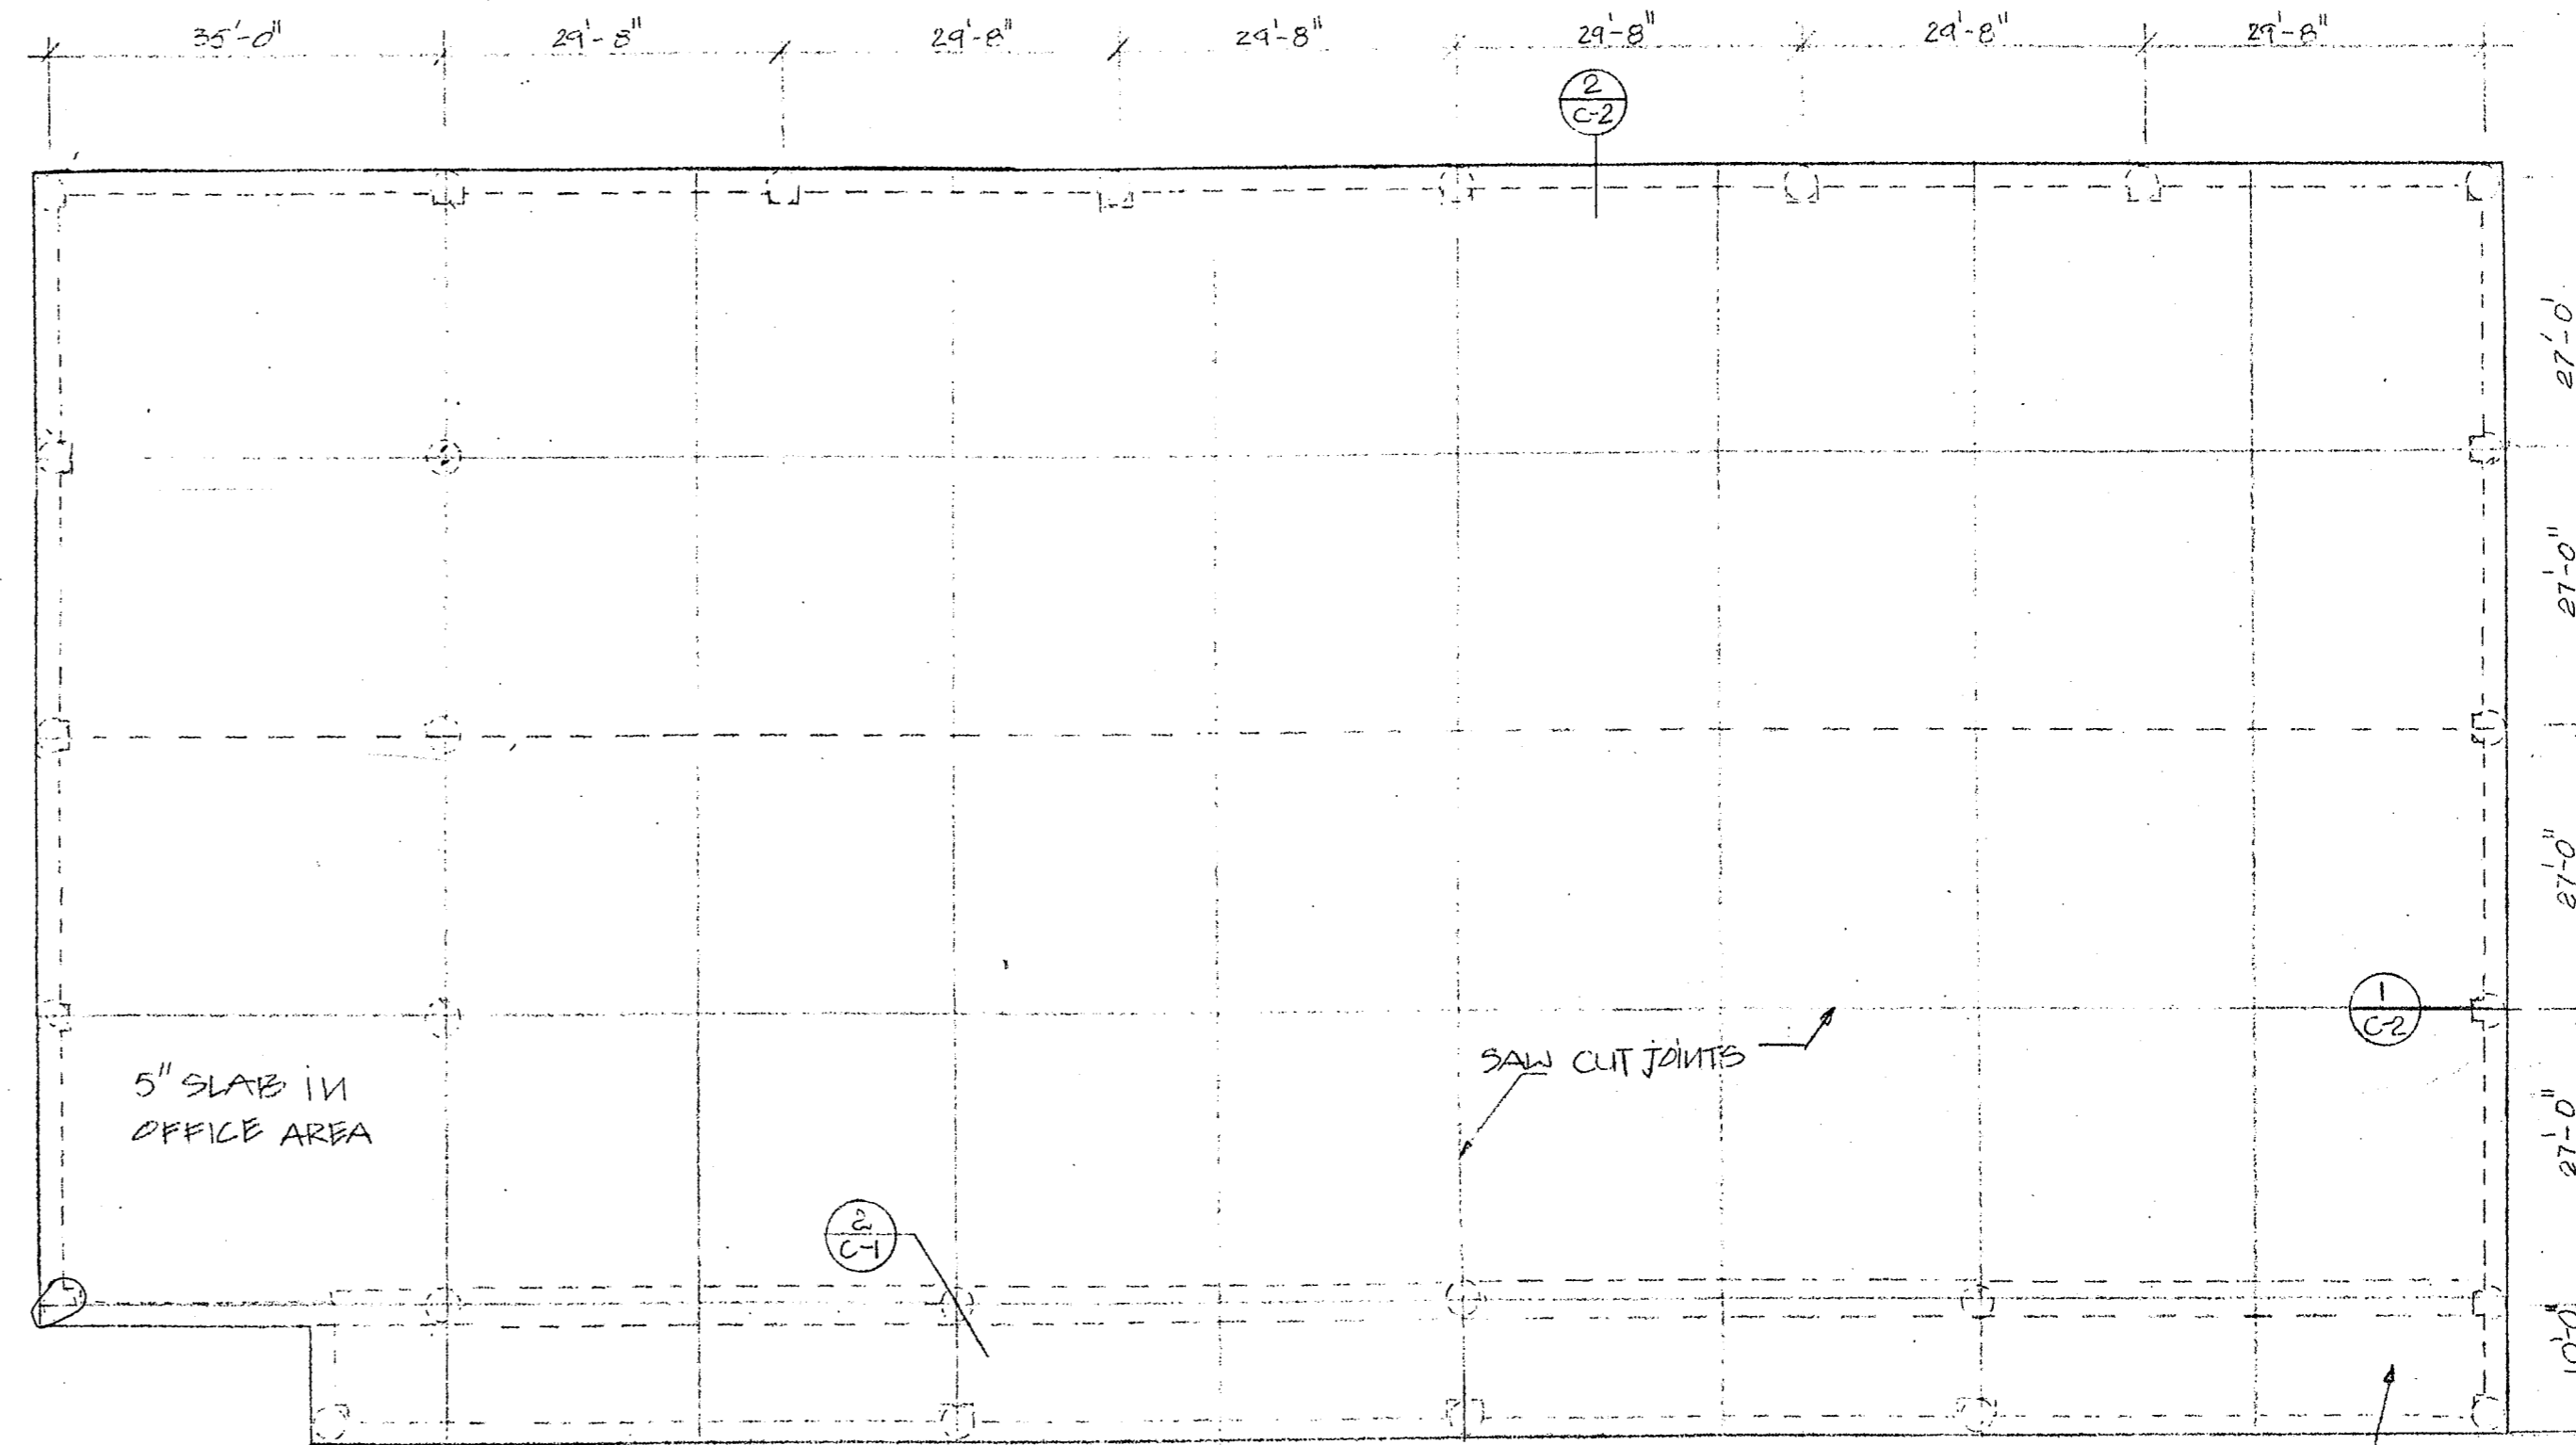 35'-0" 29'-8" 29'-8" 29'-8" 29'-8" 29'-8" 29'-8"
2
C-2
27'-0'
27'-0"
27'-0"
1
C-2
SAW CUT JOINTS
5" SLAB IN
OFFICE AREA
27'-0"
2
C-1
10'-0"